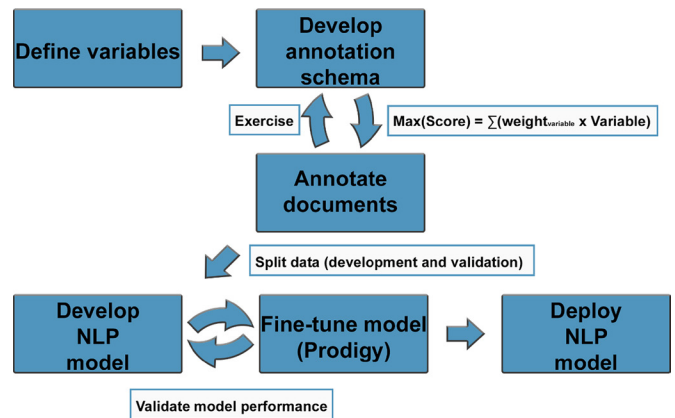 Define variables
Develop
annotation
schema
Exercise
Max(Score) = ∑(weightvariable x Variable)
Annotate
documents
Split data (development and validation)
Develop
NLP
model
Fine-tune model
(Prodigy)
Deploy
NLP
model
Validate model performance